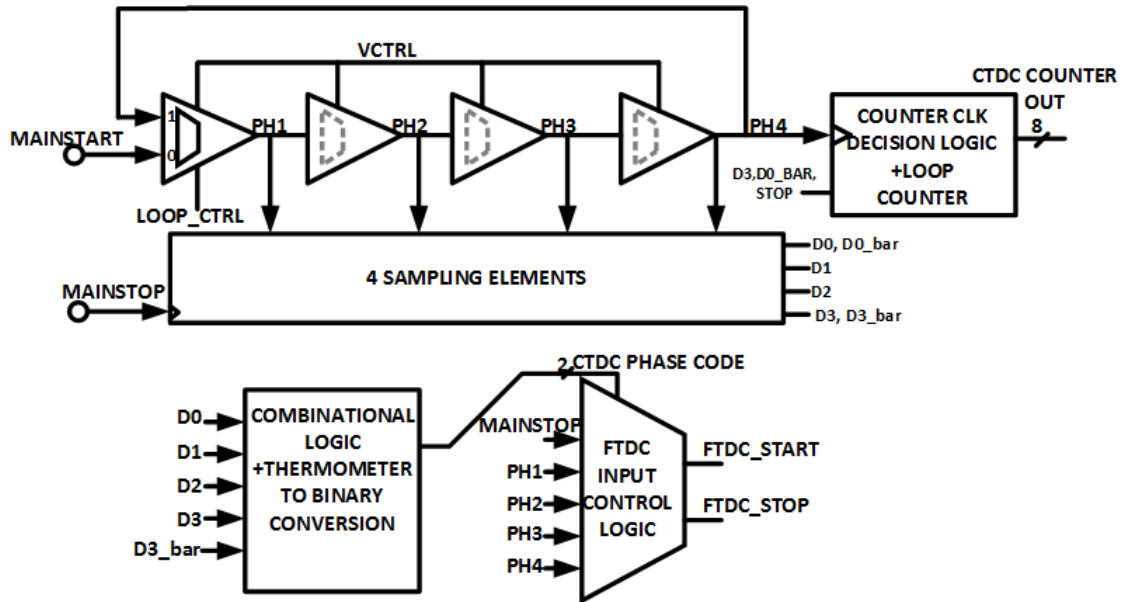 VCTRL
CTDC COUNTER
OUT
8
1
0
MAINSTART
PH1
PH2
PH3
PH4
COUNTER CLK
DECISION LOGIC
+LOOP
COUNTER
D3,D0_BAR,
STOP
LOOP_CTRL
4 SAMPLING ELEMENTS
D0, D0_bar
D1
D2
D3, D3_bar
MAINSTOP
2 CTDC PHASE CODE
D0
D1
D2
D3
D3_bar
COMBINATIONAL
LOGIC
+THERMOMETER
TO BINARY
CONVERSION
MAINSTOP
PH1
PH2
PH3
PH4
FTDC
INPUT
CONTROL
LOGIC
FTDC_START
FTDC_STOP